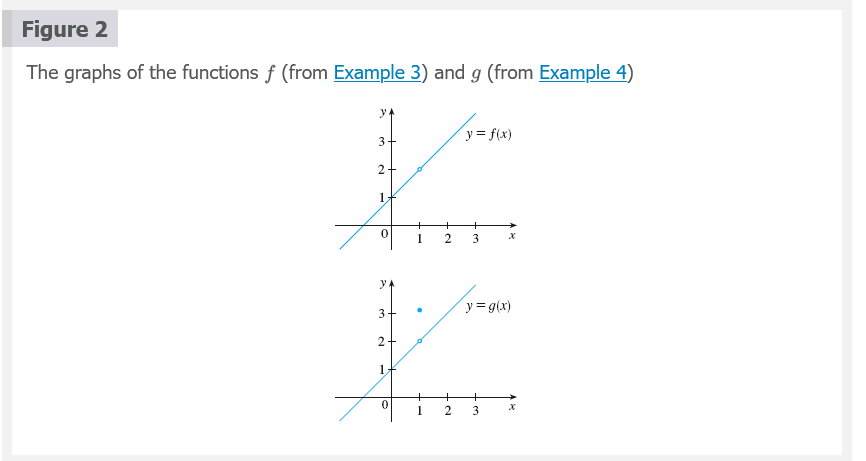 Figure 2
The graphs of the functions f (from Example 3) and g (from Example 4)
y
y = f(x)
3
2
1
0
1 2 3 x
y
y = g(x)
3
2
1
0
1 2 3 x